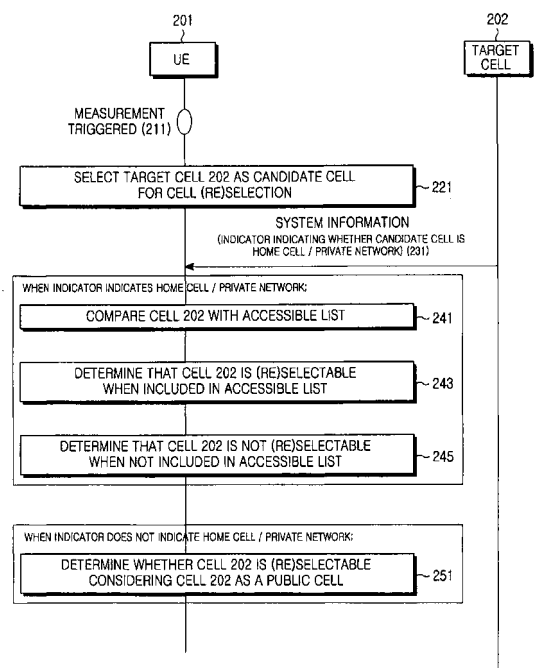 201
202
UE
TARGET
CELL
MEASUREMENT
TRIGGERED (211)
SELECT TARGET CELL 202 AS CANDIDATE CELL
FOR CELL (RE)SELECTION
221
SYSTEM INFORMATION
(INDICATOR INDICATING WHETHER CANDIDATE CELL IS
HOME CELL / PRIVATE NETWORK) (231)
WHEN INDICATOR INDICATES HOME CELL / PRIVATE NETWORK;
COMPARE CELL 202 WITH ACCESSIBLE LIST
241
DETERMINE THAT CELL 202 IS (RE)SELECTABLE
WHEN INCLUDED IN ACCESSIBLE LIST
243
DETERMINE THAT CELL 202 IS NOT (RE)SELECTABLE
WHEN NOT INCLUDED IN ACCESSIBLE LIST
245
WHEN INDICATOR DOES NOT INDICATE HOME CELL / PRIVATE NETWORK;
DETERMINE WHETHER CELL 202 IS (RE)SELECTABLE
CONSIDERING CELL 202 AS A PUBLIC CELL
251